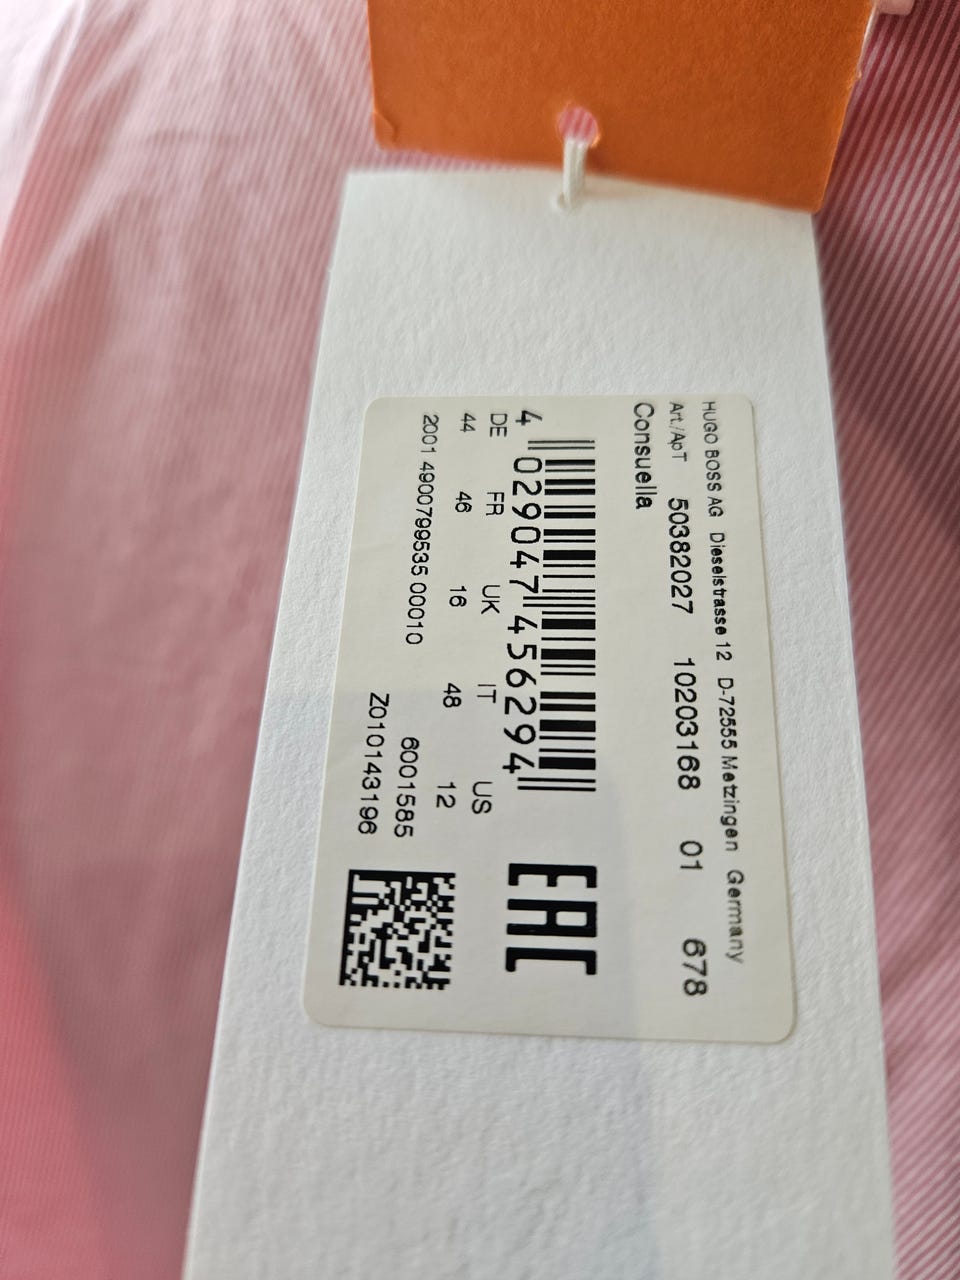 HUGO BOSS AG Dieselstrasse 12 D-72555 Metzingen Germany
Art./ApT 50382027 10203168 01 678
Consuella
4 029047 456294
EAC
DE FR UK IT US
44 46 16 48 12
2001 4900799535 00010
6001585
Z010143196